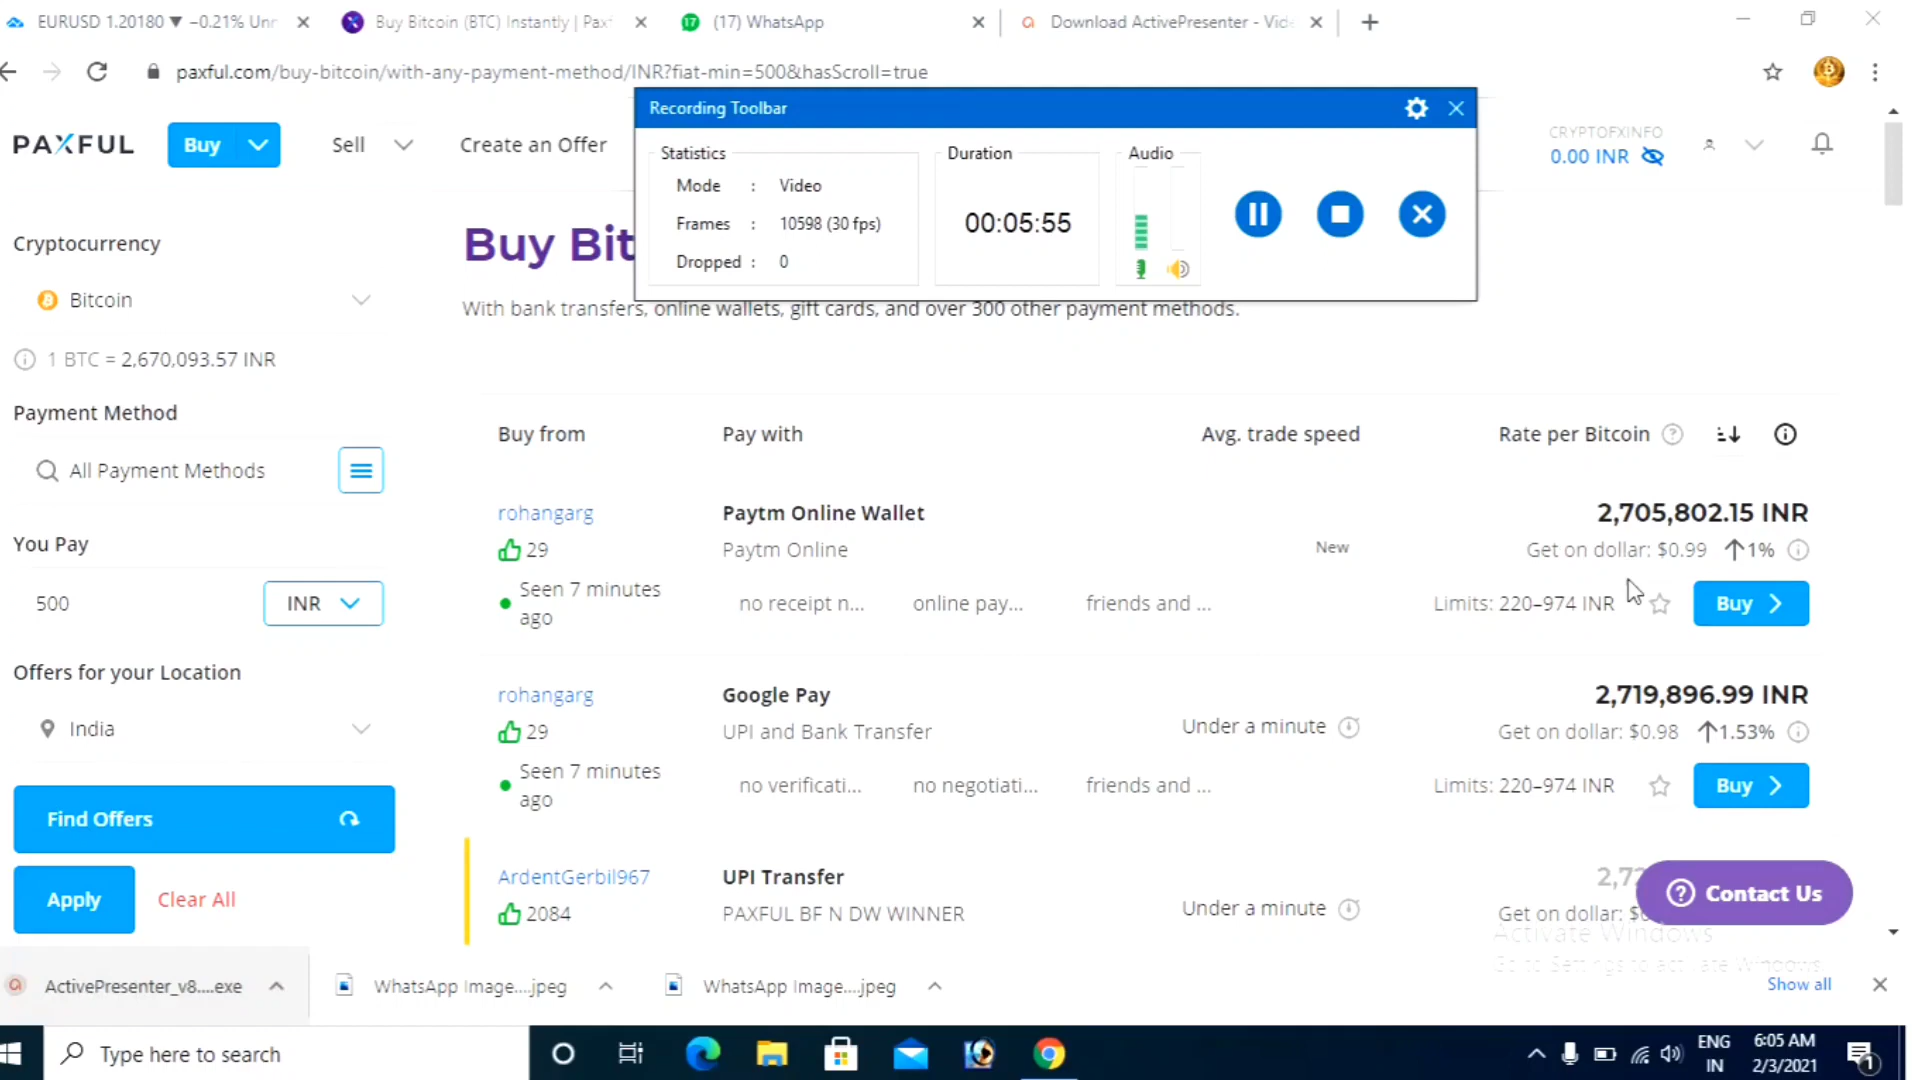 EURUSD 1.20180 ▼ −0.21% Unr
Buy Bitcoin (BTC) Instantly | Paxf
(17) WhatsApp
Download ActivePresenter - Vid
paxful.com/buy-bitcoin/with-any-payment-method/INR?fiat-min=500&hasScroll=true
Recording Toolbar
Statistics
Mode : Video
Frames : 10598 (30 fps)
Dropped : 0
Duration
00:05:55
Audio
PAXFUL
Buy
Sell
Create an Offer
CRYPTOFXINFO
0.00 INR
Cryptocurrency
Bitcoin
1 BTC = 2,670,093.57 INR
Payment Method
All Payment Methods
You Pay
500
INR
Offers for your Location
India
Find Offers
Apply
Clear All
Buy Bit
With bank transfers, online wallets, gift cards, and over 300 other payment methods.
Buy from Pay with Avg. trade speed Rate per Bitcoin
rohangarg Paytm Online Wallet 2,705,802.15 INR
29 Paytm Online New Get on dollar: $0.99 1%
Seen 7 minutes ago
no receipt n... online pay... friends and ... Limits: 220–974 INR Buy
rohangarg Google Pay 2,719,896.99 INR
29 UPI and Bank Transfer Under a minute Get on dollar: $0.98 1.53%
Seen 7 minutes ago
no verificati... no negotiati... friends and ... Limits: 220–974 INR Buy
ArdentGerbil967 UPI Transfer
2084 PAXFUL BF N DW WINNER Under a minute Get on dollar:
Contact Us
Activate Windows
Go to Settings to activate Windows.
ActivePresenter_v8....exe
WhatsApp Image....jpeg
WhatsApp Image....jpeg
Show all
Type here to search
ENG
IN
6:05 AM
2/3/2021
1